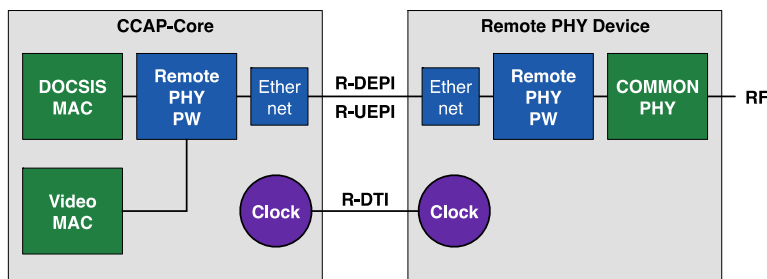 CCAP-Core
Remote PHY Device
DOCSIS
MAC
Remote
PHY
PW
Ether
net
R-DEPI
R-UEPI
Ether
net
Remote
PHY
PW
COMMON
PHY
RF
Video
MAC
Clock
R-DTI
Clock